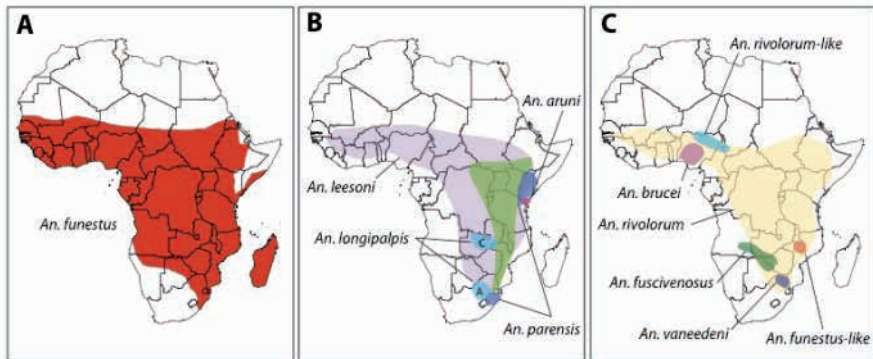 A
An. funestus
B
An. aruni
An. leesoni
An. longipalpis
C
A
An. parensis
C
An. rivolorum-like
An. brucei
An. rivolorum
An. fuscivenosus
An. vaneedeni
An. funestus-like